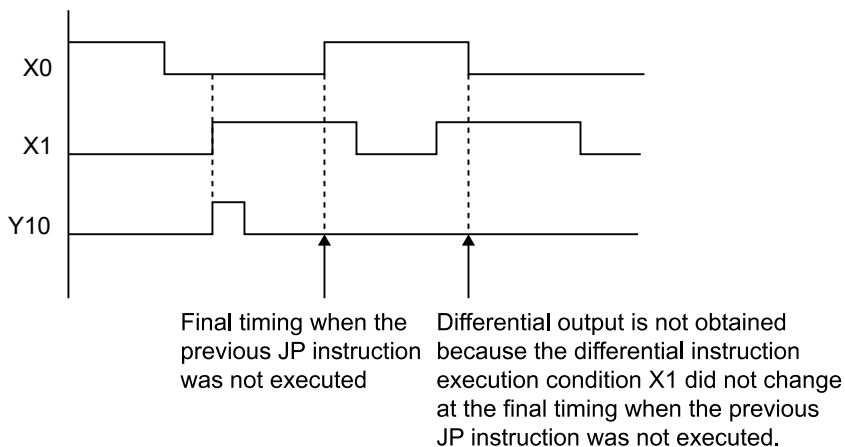 X0
X1
Y10
Final timing when the
previous JP instruction
was not executed
Differential output is not obtained
because the differential instruction
execution condition X1 did not change
at the final timing when the previous
JP instruction was not executed.